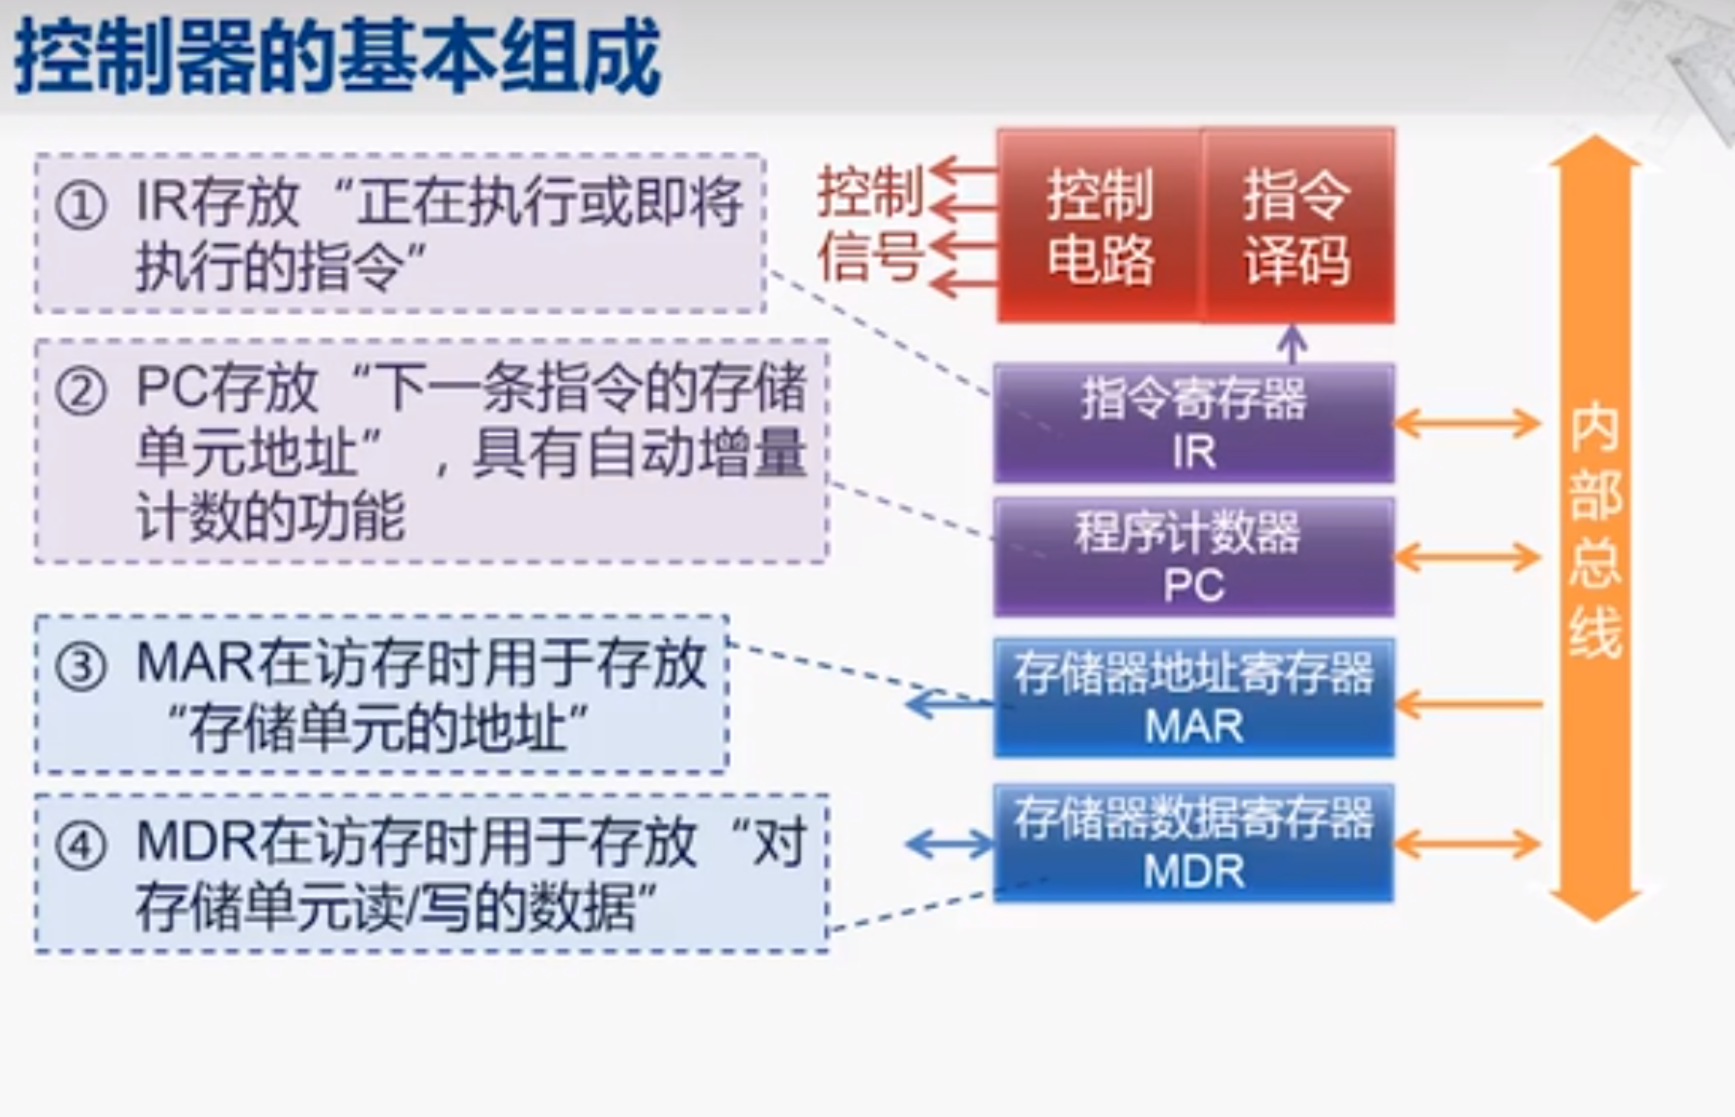 控制器的基本组成
① IR存放“正在执行或即将
执行的指令”
② PC存放“下一条指令的存储
单元地址”，具有自动增量
计数的功能
③ MAR在访存时用于存放
“存储单元的地址”
④ MDR在访存时用于存放“对
存储单元读/写的数据”
控制
信号
控制
电路
指令
译码
指令寄存器
IR
程序计数器
PC
存储器地址寄存器
MAR
存储器数据寄存器
MDR
内部总线